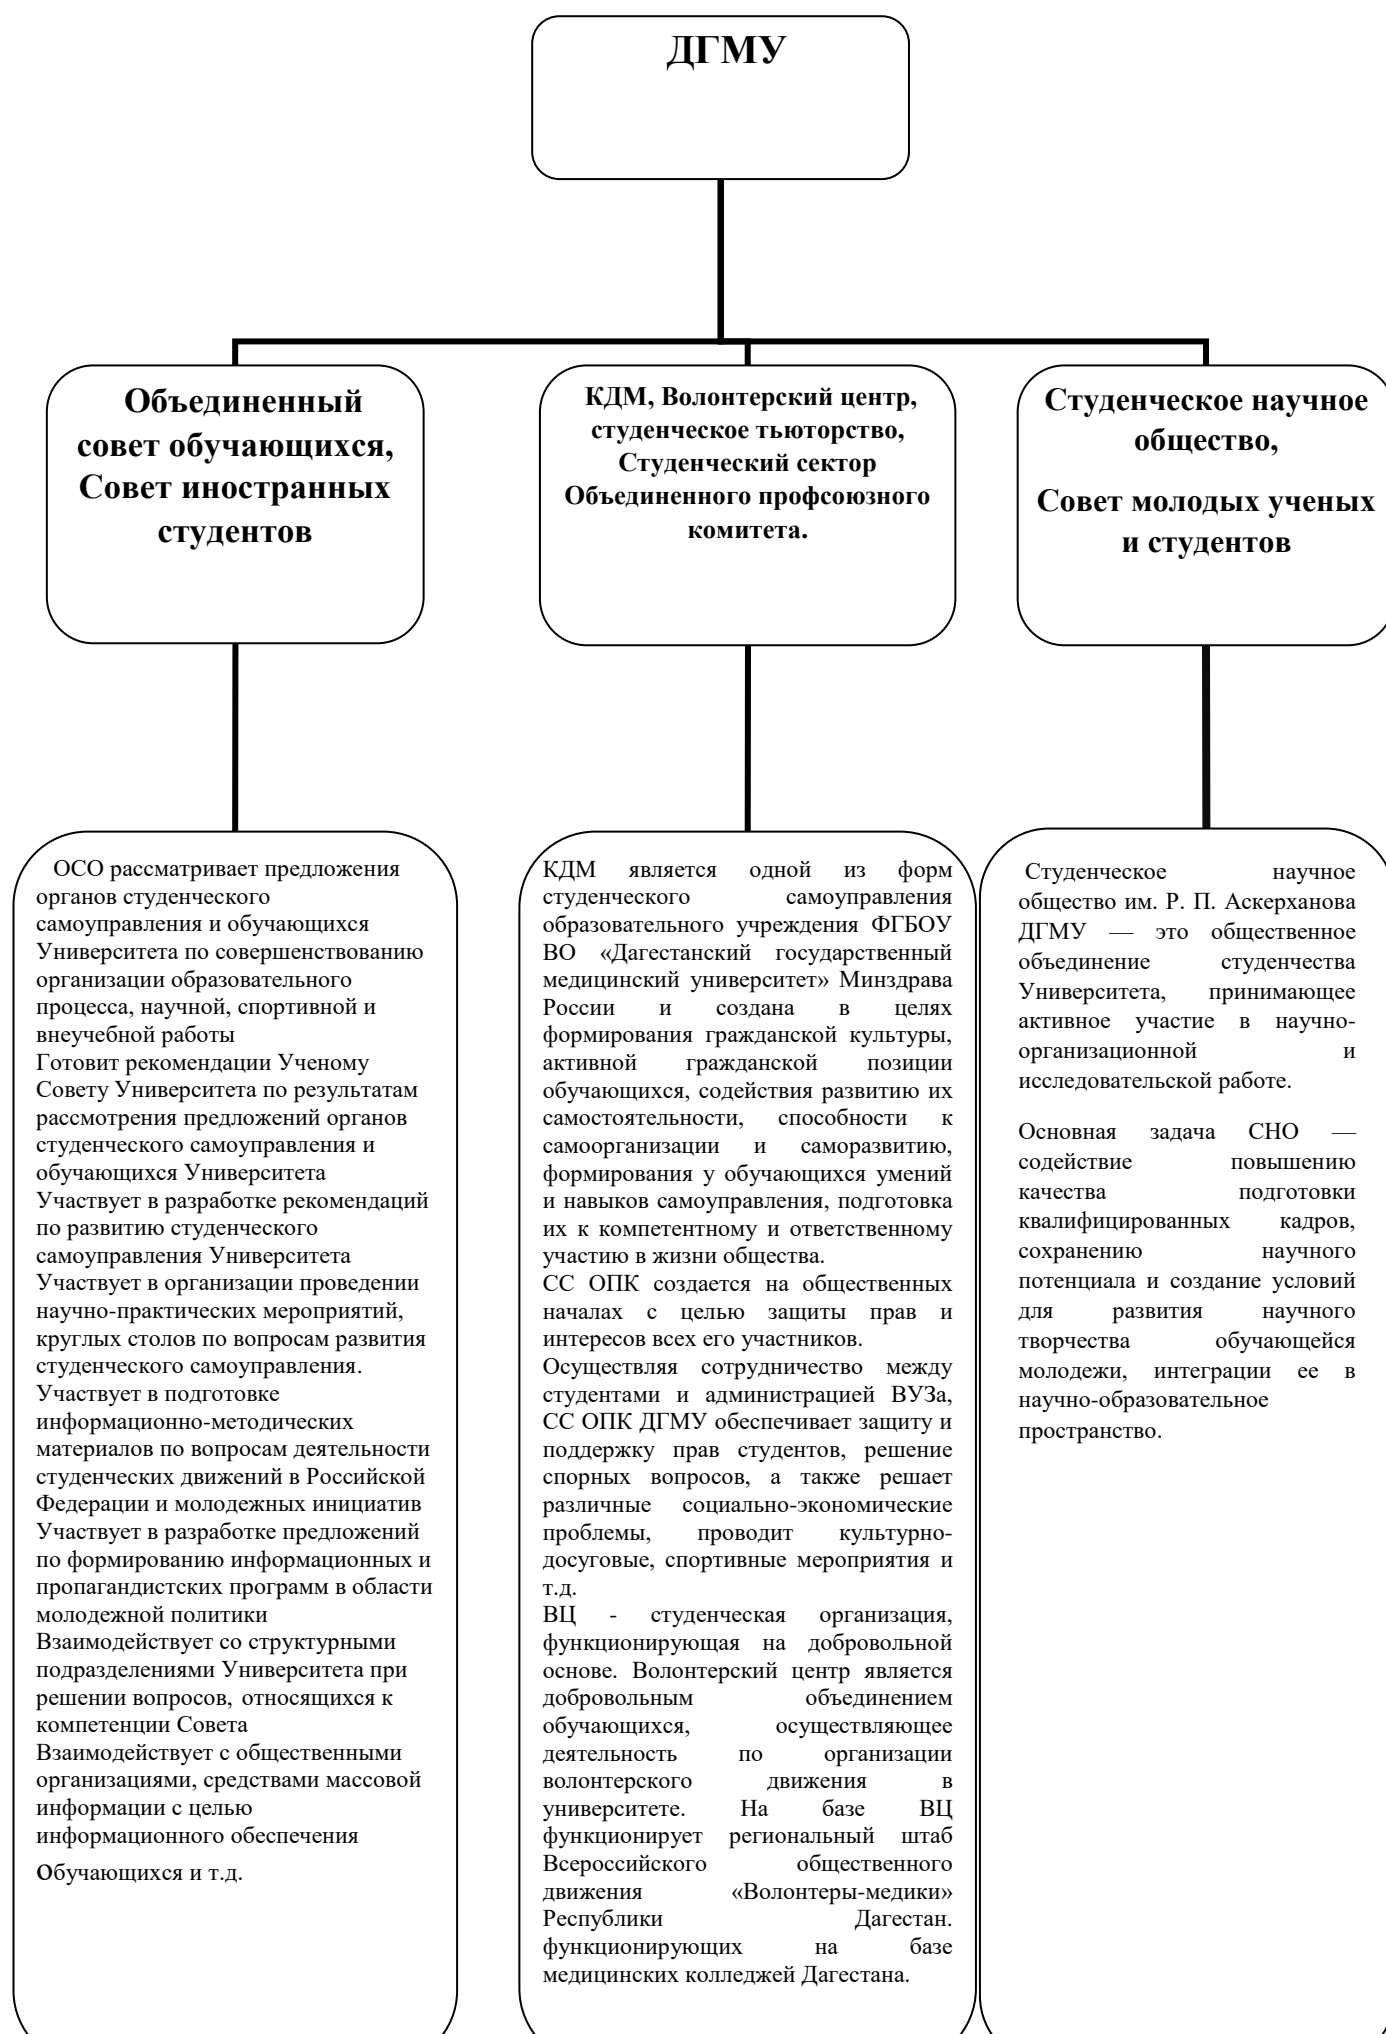 ДГМУ
Объединенный
совет обучающихся,
Совет иностранных
студентов
КДМ, Волонтерский центр,
студенческое тьюторство,
Студенческий сектор
Объединенного профсоюзного
комитета.
Студенческое научное
общество,
Совет молодых ученых
и студентов
ОСО рассматривает предложения
органов студенческого
самоуправления и обучающихся
Университета по совершенствованию
организации образовательного
процесса, научной, спортивной и
внеучебной работы
Готовит рекомендации Ученому
Совету Университета по результатам
рассмотрения предложений органов
студенческого самоуправления и
обучающихся Университета
Участвует в разработке рекомендаций
по развитию студенческого
самоуправления Университета
Участвует в организации проведении
научно-практических мероприятий,
круглых столов по вопросам развития
студенческого самоуправления.
Участвует в подготовке
информационно-методических
материалов по вопросам деятельности
студенческих движений в Российской
Федерации и молодежных инициатив
Участвует в разработке предложений
по формированию информационных и
пропагандистских программ в области
молодежной политики
Взаимодействует со структурными
подразделениями Университета при
решении вопросов, относящихся к
компетенции Совета
Взаимодействует с общественными
организациями, средствами массовой
информации с целью
информационного обеспечения
Обучающихся и т.д.
КДМ является одной из форм
студенческого самоуправления
образовательного учреждения ФГБОУ
ВО «Дагестанский государственный
медицинский университет» Минздрава
России и создана в целях
формирования гражданской культуры,
активной гражданской позиции
обучающихся, содействия развитию их
самостоятельности, способности к
самоорганизации и саморазвитию,
формирования у обучающихся умений
и навыков самоуправления, подготовка
их к компетентному и ответственному
участию в жизни общества.
СС ОПК создается на общественных
началах с целью защиты прав и
интересов всех его участников.
Осуществляя сотрудничество между
студентами и администрацией ВУЗа,
СС ОПК ДГМУ обеспечивает защиту и
поддержку прав студентов, решение
спорных вопросов, а также решает
различные социально-экономические
проблемы, проводит культурно-
досуговые, спортивные мероприятия и
т.д.
ВЦ - студенческая организация,
функционирующая на добровольной
основе. Волонтерский центр является
добровольным объединением
обучающихся, осуществляющее
деятельность по организации
волонтерского движения в
университете. На базе ВЦ
функционирует региональный штаб
Всероссийского общественного
движения «Волонтеры-медики»
Республики Дагестан.
функционирующих на базе
медицинских колледжей Дагестана.
Студенческое научное
общество им. Р. П. Аскерханова
ДГМУ — это общественное
объединение студенчества
Университета, принимающее
активное участие в научно-
организационной и
исследовательской работе.
Основная задача СНО —
содействие повышению
качества подготовки
квалифицированных кадров,
сохранению научного
потенциала и создание условий
для развития научного
творчества обучающейся
молодежи, интеграции ее в
научно-образовательное
пространство.